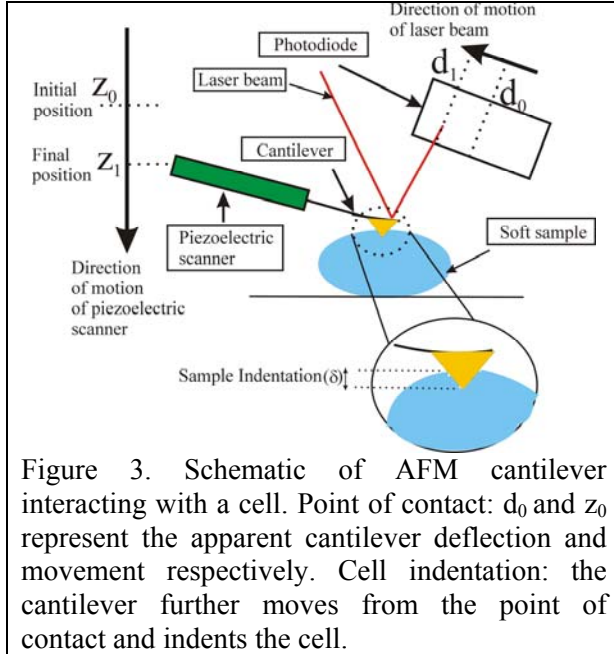 Direction of motion
of laser beam
Photodiode
d₁
d₀
Laser beam
Initial
position
Z₀
Final
position
Z₁
Cantilever
Piezoelectric
scanner
Soft sample
Direction
of motion
of piezoelectric
scanner
Sample Indentation(δ)
Figure 3. Schematic of AFM cantilever
interacting with a cell. Point of contact: d₀ and z₀
represent the apparent cantilever deflection and
movement respectively. Cell indentation: the
cantilever further moves from the point of
contact and indents the cell.